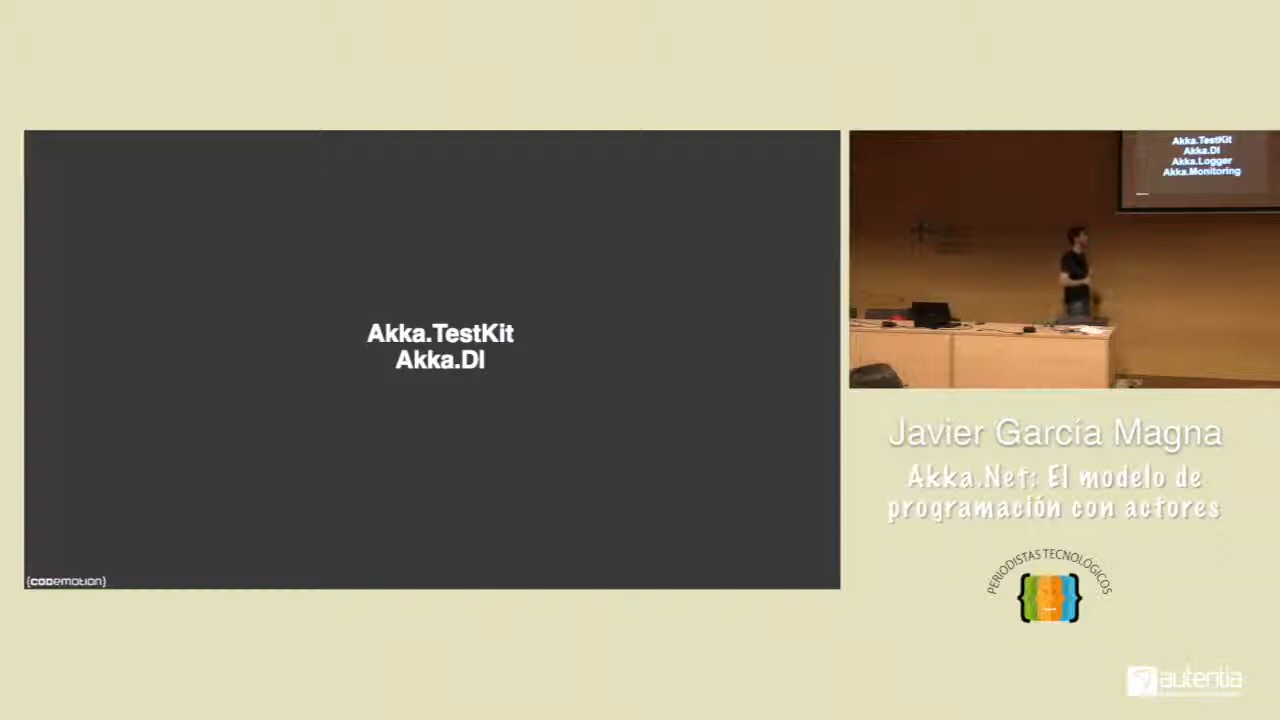 Akka.TestKit
Akka.DI
{CODEMOTION}
Akka.TestKit
Akka.DI
Akka.Logger
Akka.Monitoring
Javier García Magna
Akka.Net: El modelo de
programación con actores
PERIODISTAS TECNOLÓGICOS
autentia